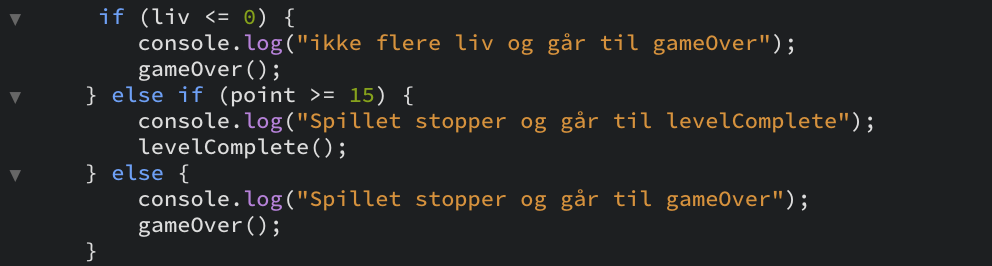 if (liv <= 0) {
console.log("ikke flere liv og går til gameOver");
gameOver();
} else if (point >= 15) {
console.log("Spillet stopper og går til levelComplete");
levelComplete();
} else {
console.log("Spillet stopper og går til gameOver");
gameOver();
}